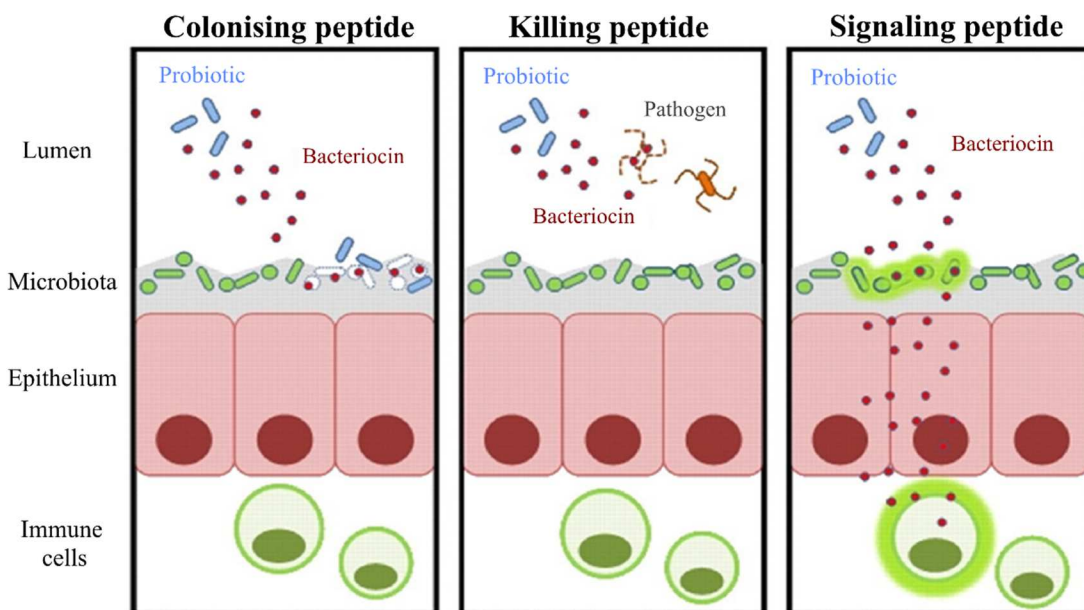 Colonising peptide
Killing peptide
Signaling peptide
Lumen
Microbiota
Epithelium
Immune
cells
Probiotic
Bacteriocin
Probiotic
Pathogen
Bacteriocin
Probiotic
Bacteriocin